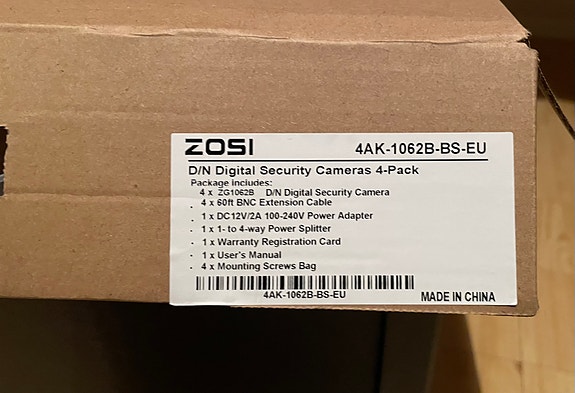 ZOSI 4AK-1062B-BS-EU
D/N Digital Security Cameras 4-Pack
Package includes:
4 x ZG1062B D/N Digital Security Camera
. 4 x 60ft BNC Extension Cable
. 1 x DC12V/2A 100-240V Power Adapter
. 1 x 1- to 4-way Power Splitter
. 1 x Warranty Registration Card
. 1 x User's Manual
. 4 x Mounting Screws Bag
4AK-1062B-BS-EU
MADE IN CHINA